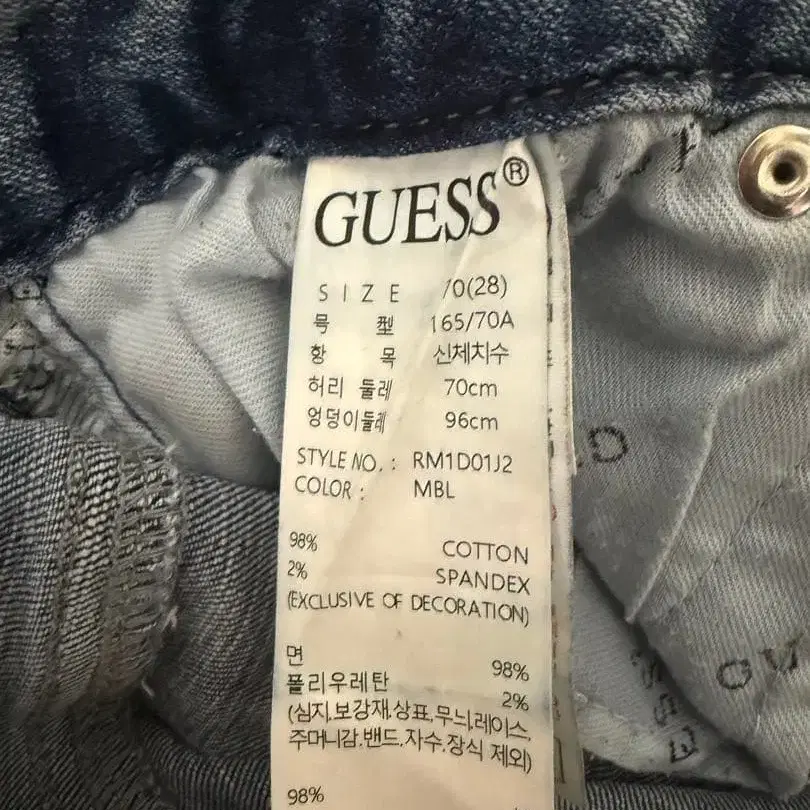 GUESS®
SIZE 70(28)
号 型 165/70A
항 목 신체치수
허리 둘레 70cm
엉덩이둘레 96cm
STYLE NO. : RM1D01J2
COLOR : MBL
98% COTTON
2% SPANDEX
(EXCLUSIVE OF DECORATION)
면 98%
폴리우레탄 2%
(심지,보강재,상표,무늬,레이스,
주머니감,밴드,자수,장식 제외)
98%